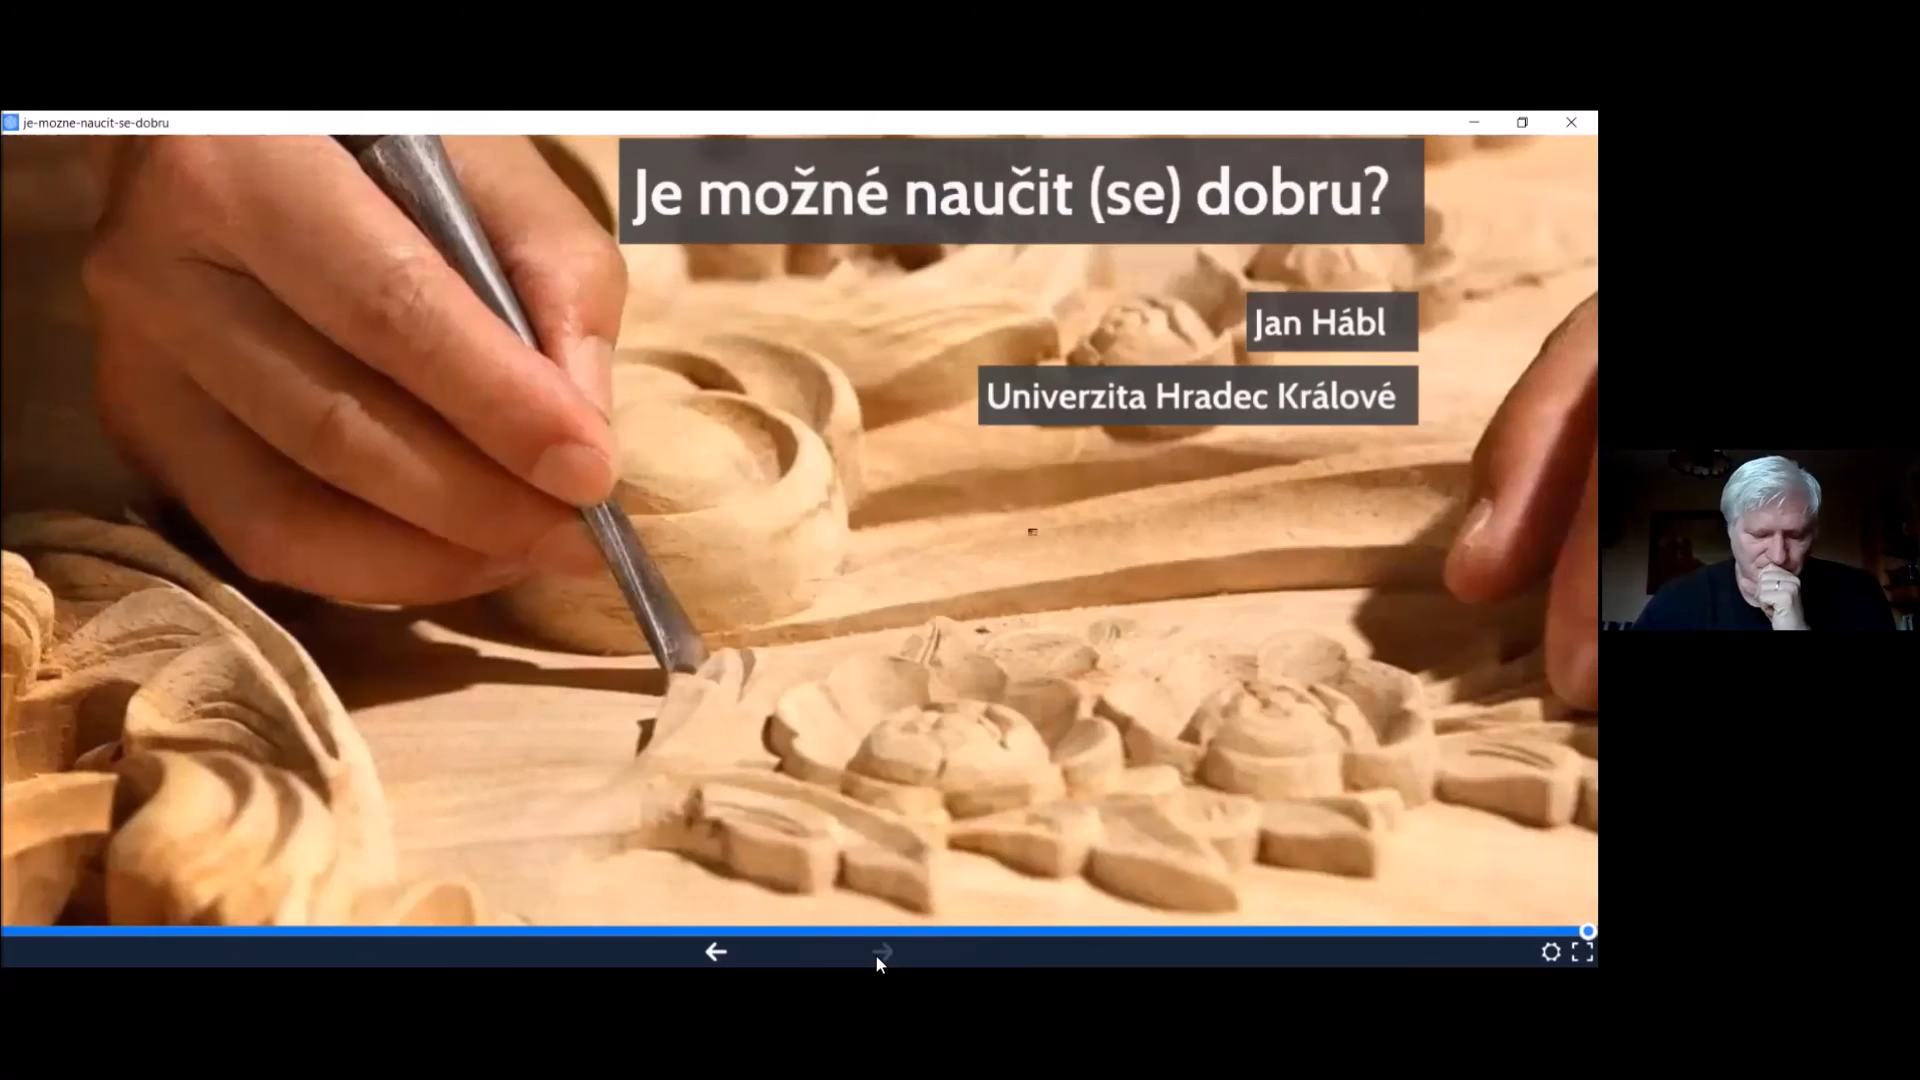 je-mozne-naucit-se-dobru
Je možné naučit (se) dobru?
Jan Hábl
Univerzita Hradec Králové